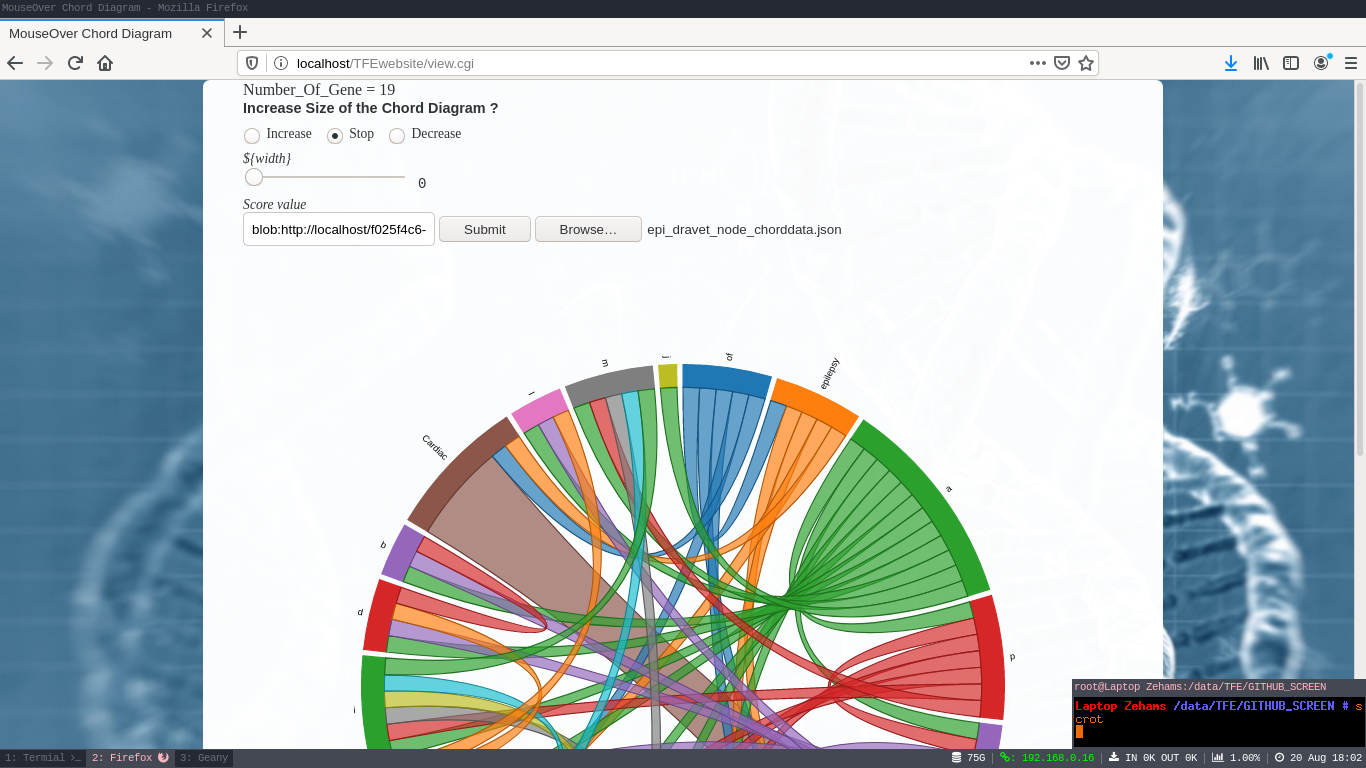 MouseOver Chord Diagram - Mozilla Firefox
MouseOver Chord Diagram
localhost/TFEwebsite/view.cgi
Number_Of_Gene = 19
Increase Size of the Chord Diagram ?
Increase Stop Decrease
${width}
0
Score value
blob:http://localhost/f025f4c6- Submit Browse… epi_dravet_node_chorddata.json
of
m
epilepsy
Cardiac
a
b
d
p
i
root@Laptop Zehams:/data/TFE/GITHUB_SCREEN
Laptop Zehams /data/TFE/GITHUB_SCREEN # s
crot
1: Termial 2: Firefox 3: Geany 75G | 192.168.0.16 | IN 0K OUT 0K | 1.00% | 20 Aug 18:02